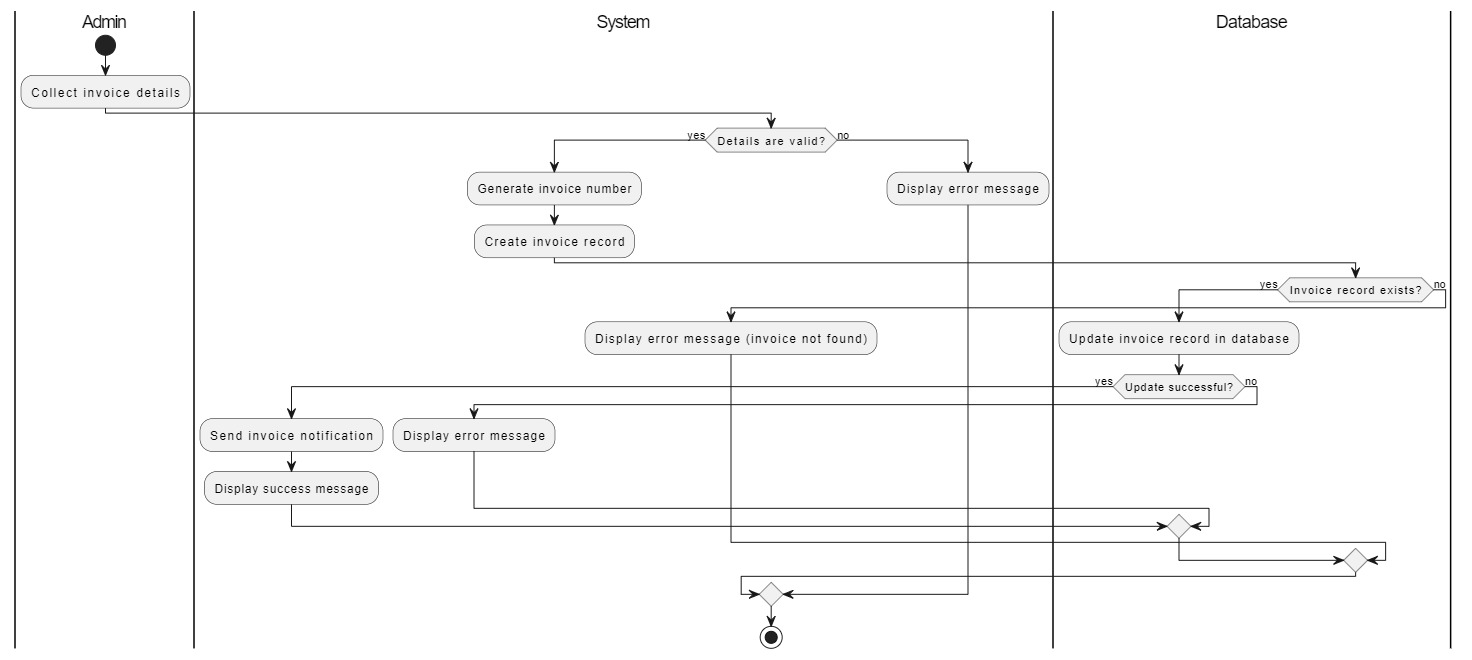 Admin
System
Database
Collect invoice details
yes
Details are valid?
no
Generate invoice number
Display error message
Create invoice record
yes
Invoice record exists?
no
Display error message (invoice not found)
Update invoice record in database
yes
Update successful?
no
Send invoice notification
Display error message
Display success message